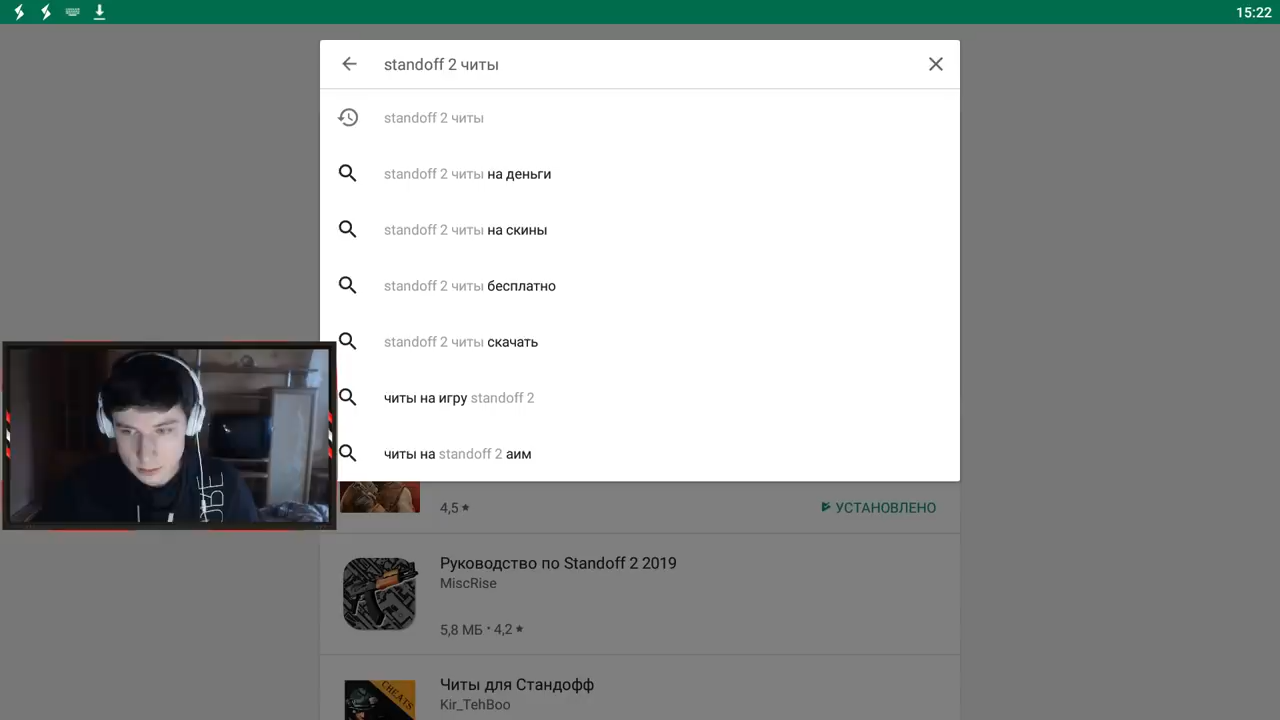 15:22
standoff 2 читы
standoff 2 читы
standoff 2 читы на деньги
standoff 2 читы на скины
standoff 2 читы бесплатно
standoff 2 читы скачать
читы на игру standoff 2
читы на standoff 2 аим
4,5
УСТАНОВЛЕНО
Руководство по Standoff 2 2019
MiscRise
5,8 МБ · 4,2
CHEATS
Читы для Стандофф
Kir_TehBoo